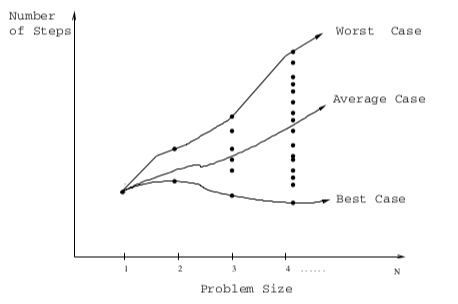 Number
of Steps
Worst Case
Average Case
Best Case
1 2 3 4 ...... N
Problem Size